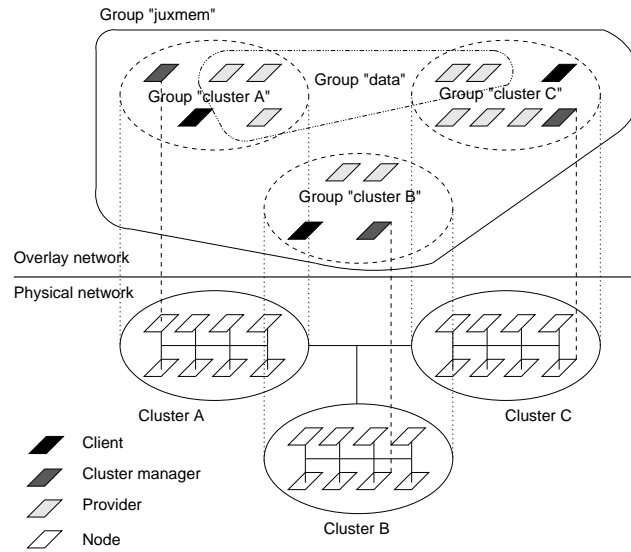 Group "juxmem"
Group "data"
Group "cluster A"
Group "cluster C"
Group "cluster B"
Overlay network
Physical network
Cluster A
Cluster C
Cluster B
Client
Cluster manager
Provider
Node